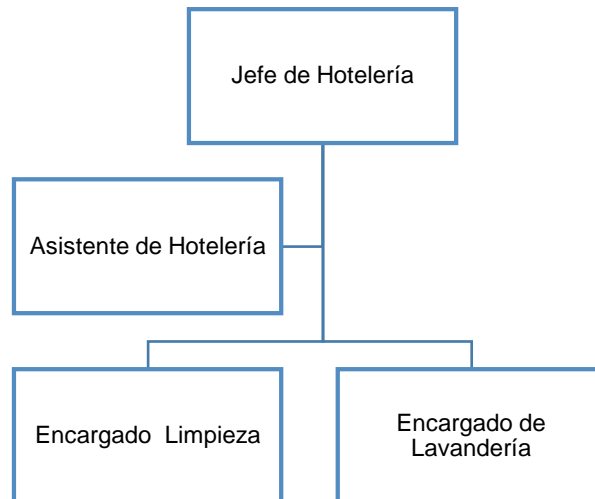 Jefe de Hotelería
Asistente de Hotelería
Encargado  Limpieza
Encargado de
Lavandería